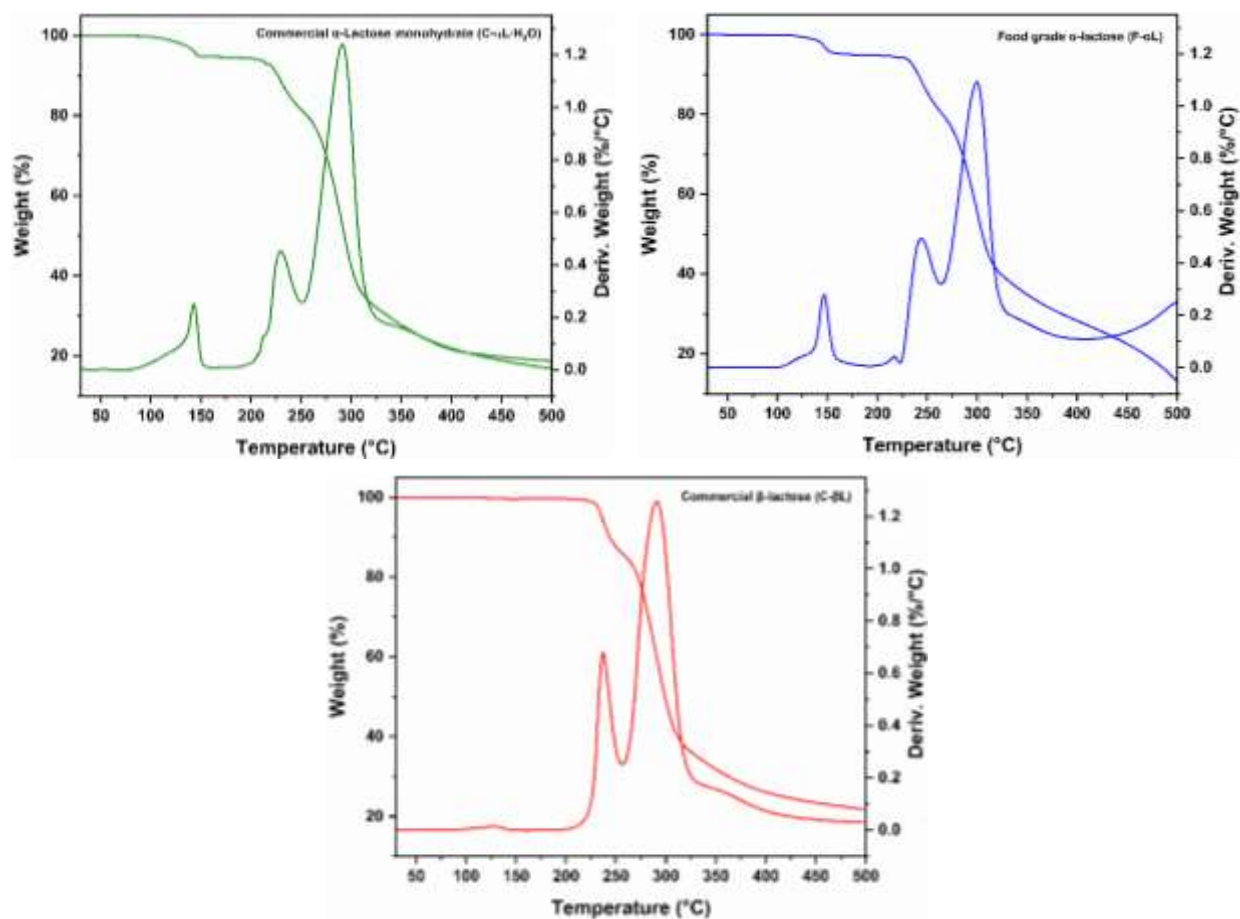 Commercial α-Lactose monohydrate (C-αL·H₂O)
Weight (%)
100
80
60
40
20
1.2
1.0
0.8
0.6
0.4
0.2
0.0
Deriv. Weight (%/°C)
50 100 150 200 250 300 350 400 450 500
Temperature (°C)
Food grade α-lactose (F-αL)
Weight (%)
100
80
60
40
20
1.2
1.0
0.8
0.6
0.4
0.2
0.0
Deriv. Weight (%/°C)
50 100 150 200 250 300 350 400 450 500
Temperature (°C)
Commercial β-lactose (C-βL)
Weight (%)
100
80
60
40
20
1.2
1.0
0.8
0.6
0.4
0.2
0.0
Deriv. Weight (%/°C)
50 100 150 200 250 300 350 400 450 500
Temperature (°C)